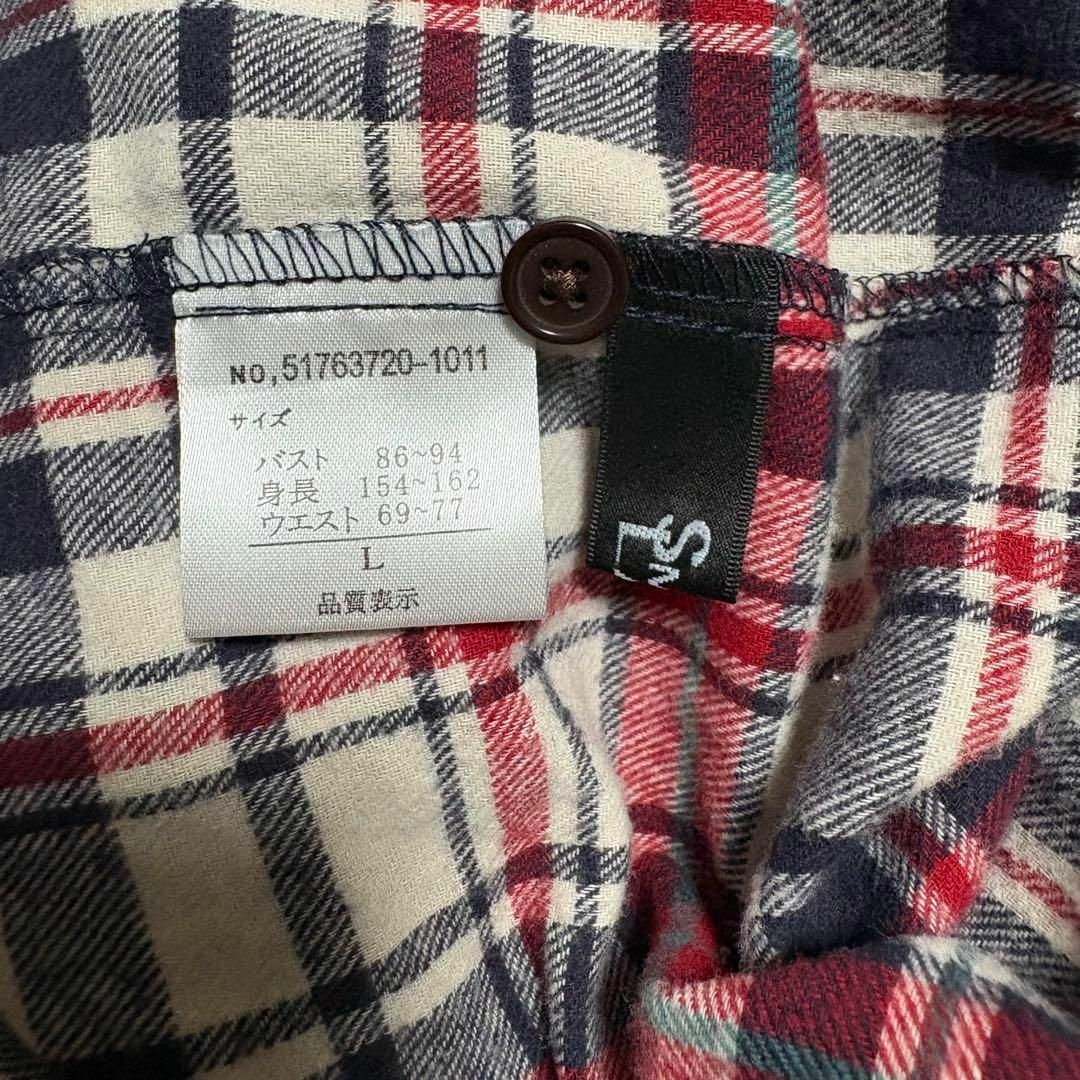 NO,51763720-1011
サイズ
バスト 86~94
身長 154~162
ウエスト 69~77
L
品質表示